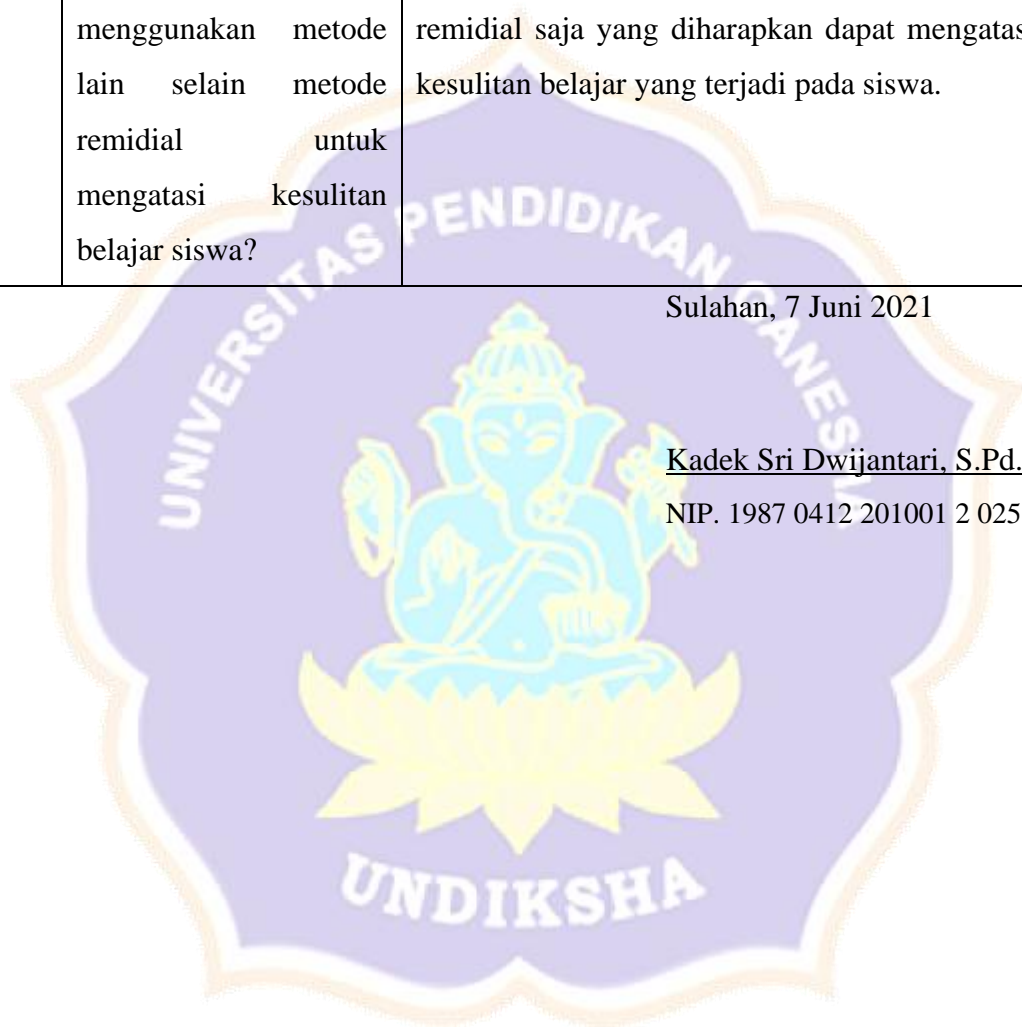 menggunakan metode
lain selain metode
remidial untuk
mengatasi kesulitan
belajar siswa?
remidial saja yang diharapkan dapat mengatas
kesulitan belajar yang terjadi pada siswa.
Sulahan, 7 Juni 2021
Kadek Sri Dwijantari, S.Pd.
NIP. 1987 0412 201001 2 025
UNIVERSITAS PENDIDIKAN GANESHA
UNDIKSHA